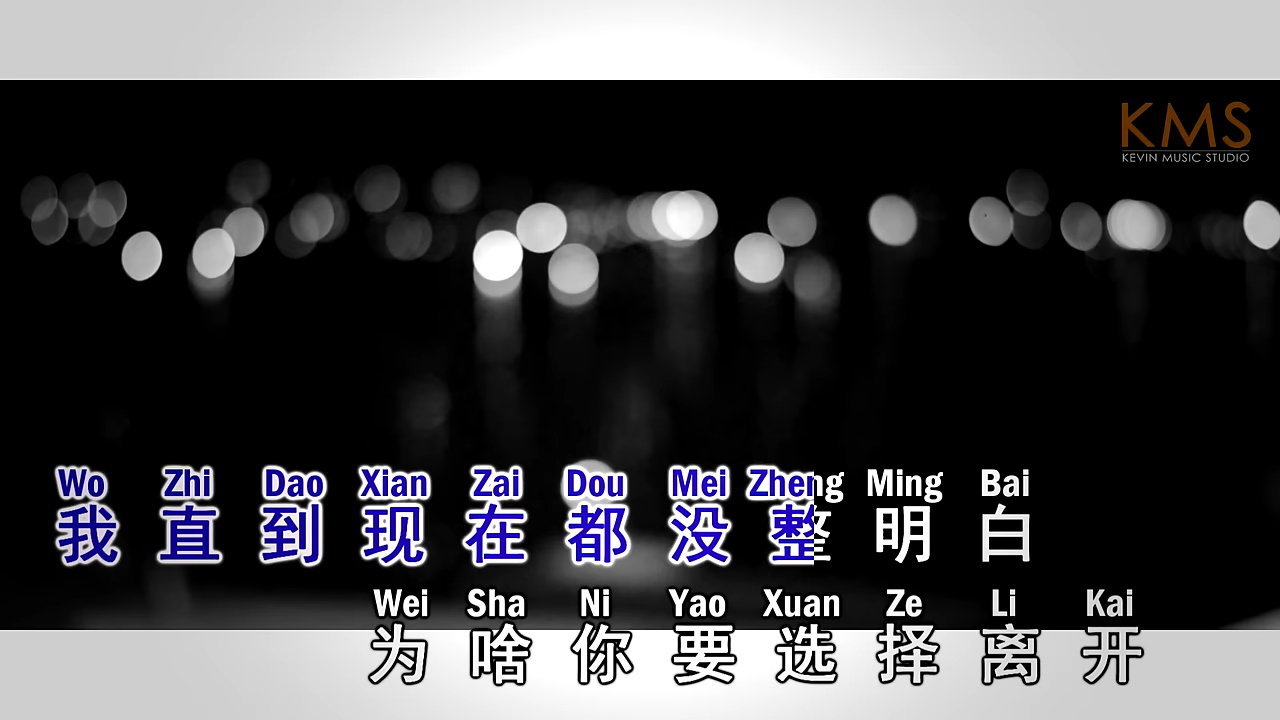 KMS
KEVIN MUSIC STUDIO
Wo Zhi Dao Xian Zai Dou Mei Zheng Ming Bai
我 直 到 现 在 都 没 整 明 白
Wei Sha Ni Yao Xuan Ze Li Kai
为 啥 你 要 选 择 离 开